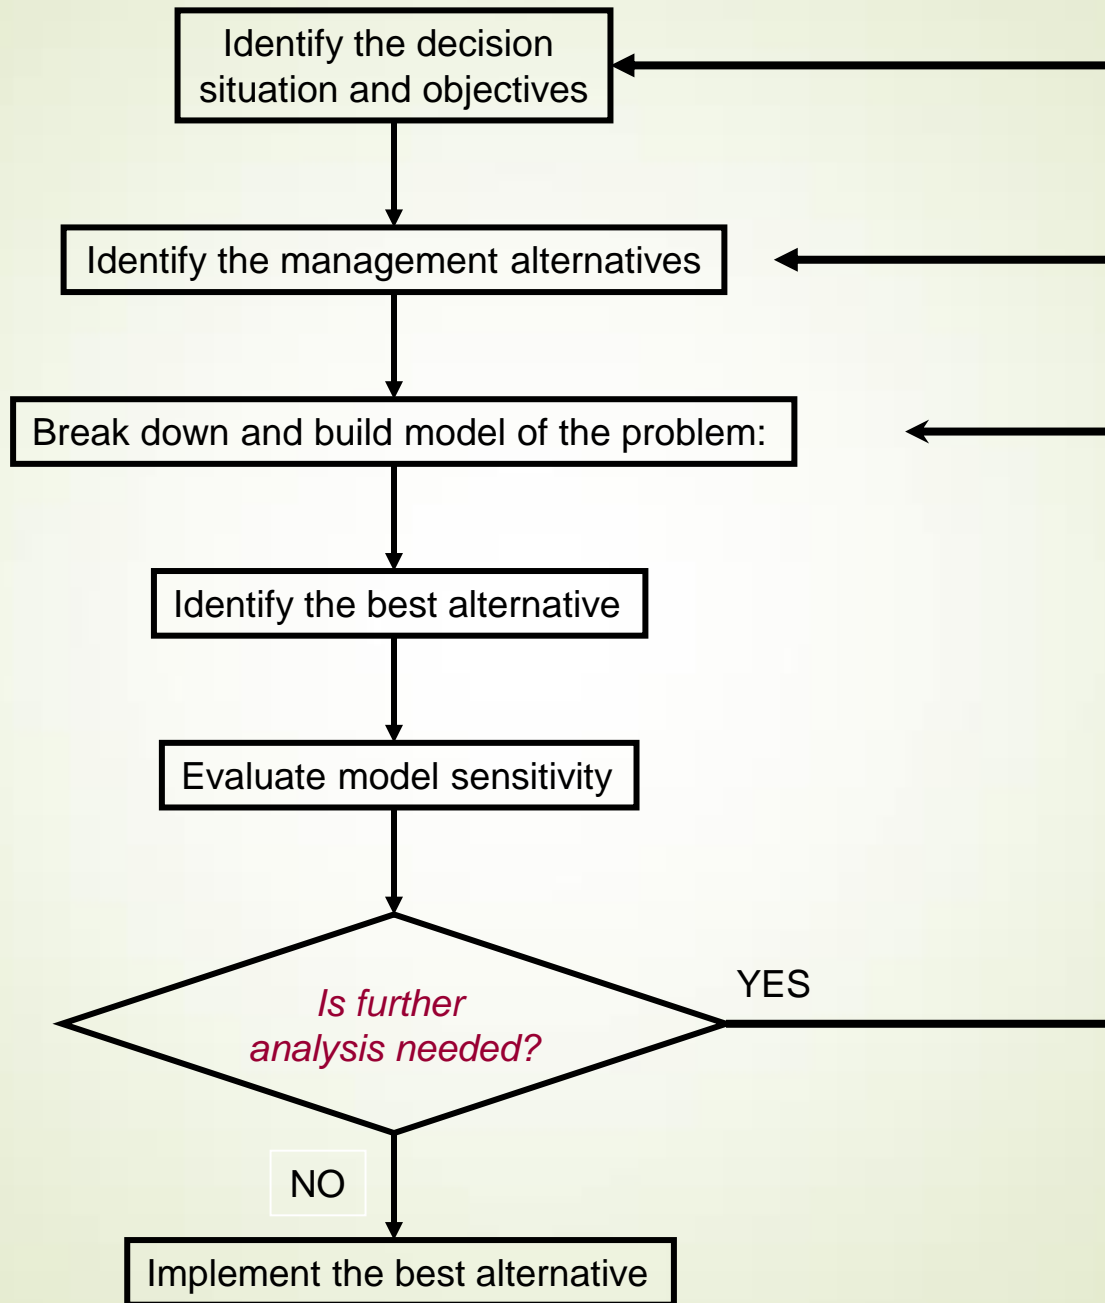 Identify the decision
situation and objectives
Identify the management alternatives
Break down and build model of the problem:
Identify the best alternative
Evaluate model sensitivity
Is further
analysis needed?
YES
NO
Implement the best alternative